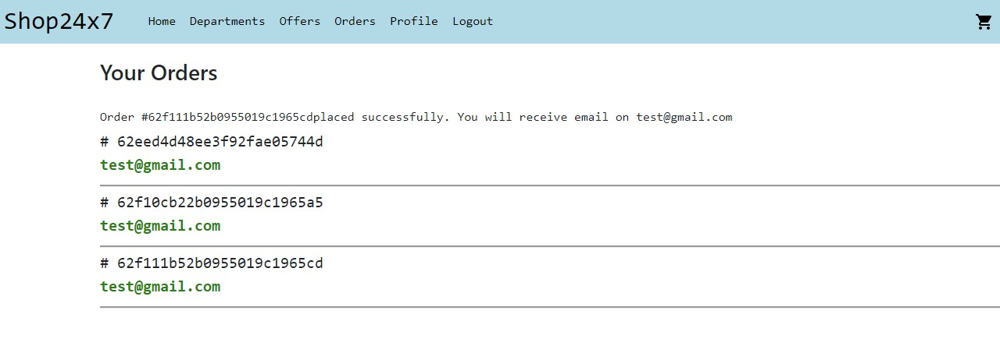 Shop24x7 Home Departments Offers Orders Profile Logout
Your Orders
Order #62f111b52b0955019c1965cdplaced successfully. You will receive email on test@gmail.com
# 62eed4d48ee3f92fae05744d
test@gmail.com
# 62f10cb22b0955019c1965a5
test@gmail.com
# 62f111b52b0955019c1965cd
test@gmail.com